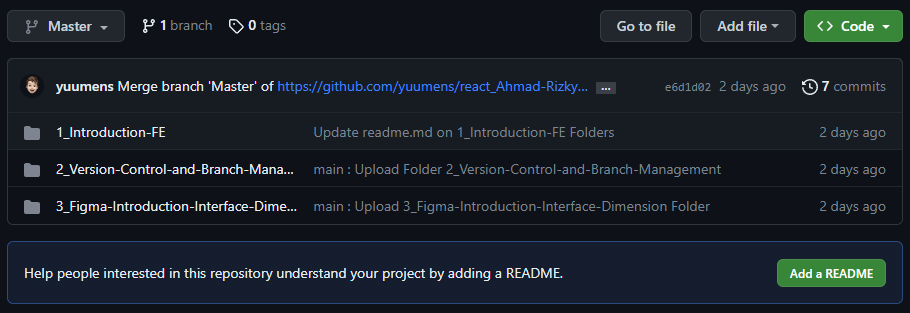 Master 1 branch 0 tags Go to file Add file Code
yuumens Merge branch 'Master' of https://github.com/yuumens/react_Ahmad-Rizky... ... e6d1d02 2 days ago 7 commits
1_Introduction-FE Update readme.md on 1_Introduction-FE Folders 2 days ago
2_Version-Control-and-Branch-Mana... main : Upload Folder 2_Version-Control-and-Branch-Management 2 days ago
3_Figma-Introduction-Interface-Dime... main : Upload 3_Figma-Introduction-Interface-Dimension Folder 2 days ago
Help people interested in this repository understand your project by adding a README. Add a README